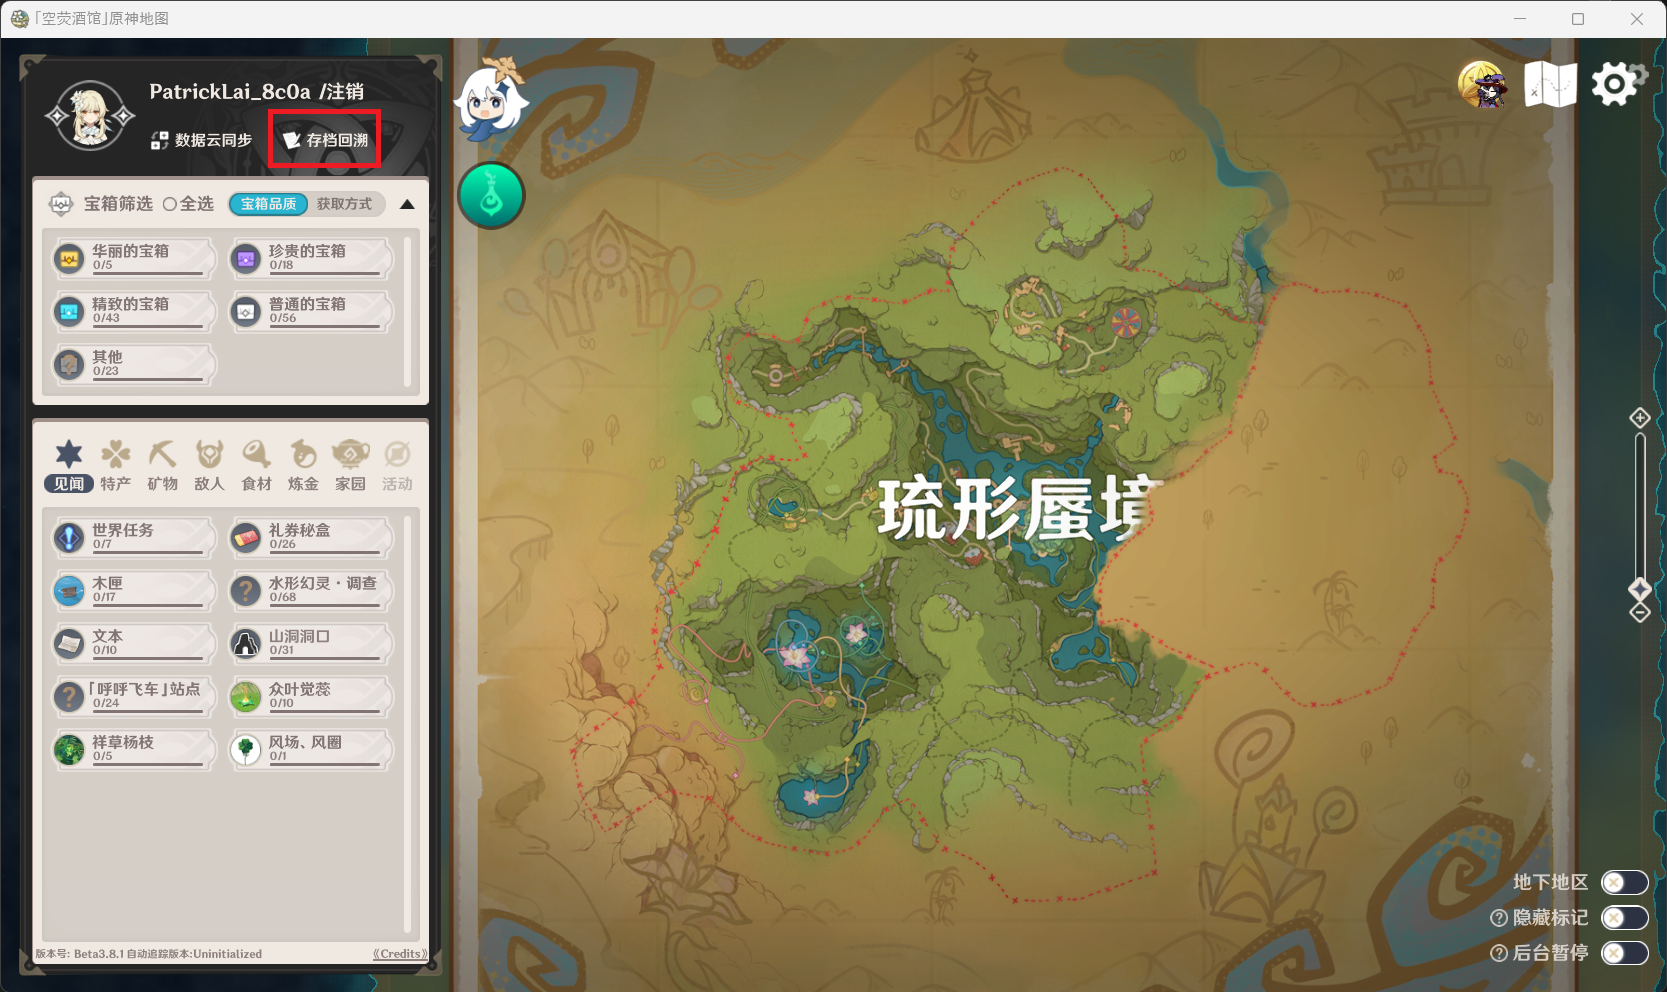 「空荧酒馆」原神地图
PatrickLai_8c0a /注销
数据云同步
存档回溯
宝箱筛选
全选
宝箱品质
获取方式
华丽的宝箱
0/5
珍贵的宝箱
0/18
精致的宝箱
0/43
普通的宝箱
0/56
其他
0/23
见闻
特产
矿物
敌人
食材
炼金
家园
活动
世界任务
0/7
礼券秘盒
0/26
木匣
0/17
水形幻灵·调查
0/68
文本
0/10
山洞洞口
0/31
「呼呼飞车」站点
0/24
众叶觉蕊
0/10
祥草杨枝
0/5
风场、风圈
0/1
版本号: Beta3.8.1 自动追踪版本:Uninitialized
《Credits》
琉形蜃境
地下地区
隐藏标记
后台暂停